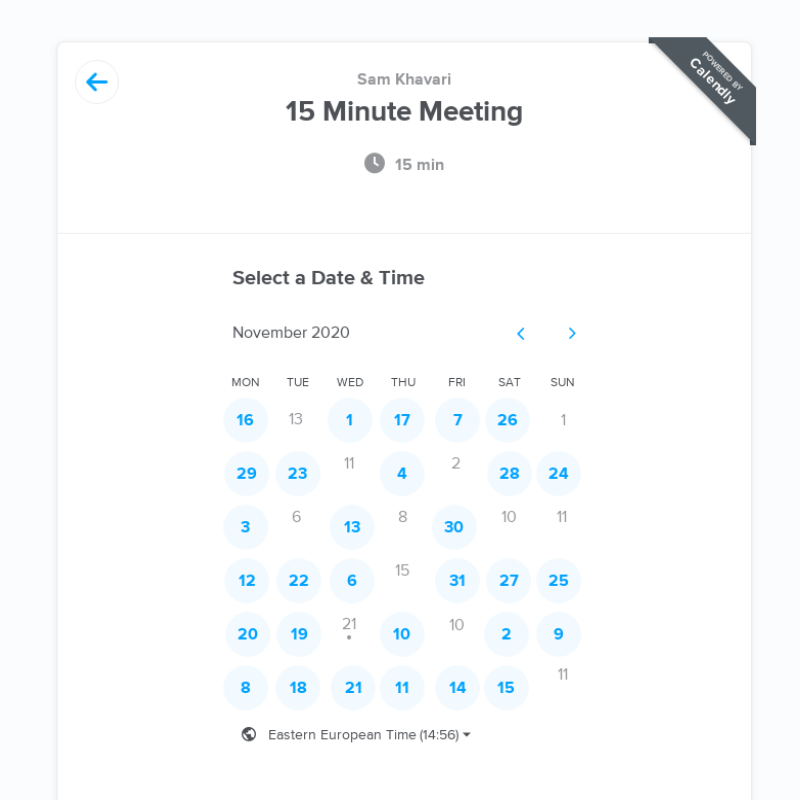 POWERED BY
Calendly
Sam Khavari
15 Minute Meeting
15 min
Select a Date & Time
November 2020
MON TUE WED THU FRI SAT SUN
16 13 1 17 7 26 1
29 23 11 4 2 28 24
3 6 13 8 30 10 11
12 22 6 15 31 27 25
20 19 21 10 10 2 9
8 18 21 11 14 15 11
Eastern European Time (14:56)